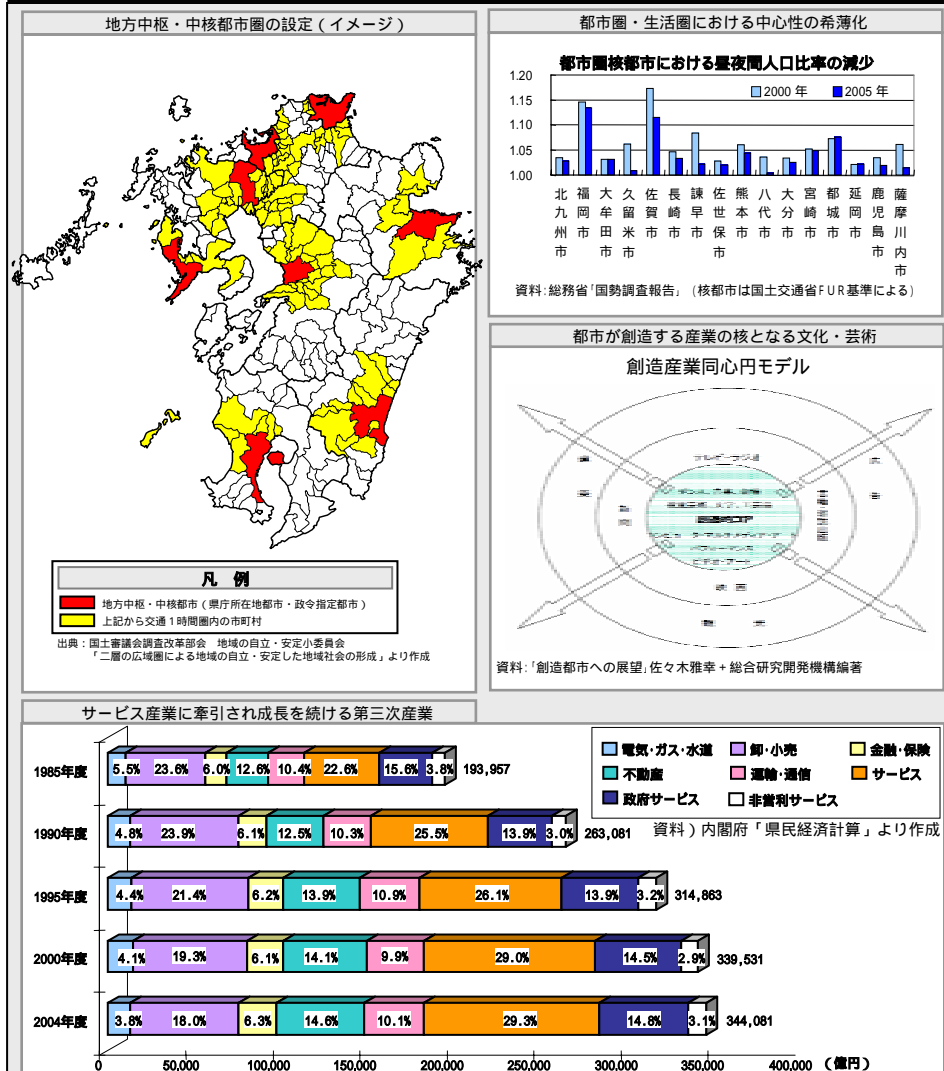 地方中枢・中核都市圏の設定(イメージ)
凡 例
地方中枢・中核都市(県庁所在地都市・政令指定都市)
上記から交通1時間圏内の市町村
出典:国土審議会調査改革部会 地域の自立・安定小委員会
「二層の広域圏による地域の自立・安定した地域社会の形成」より作成
都市圏・生活圏における中心性の希薄化
都市圏核都市における昼夜間人口比率の減少
2000年 2005年
1.20
1.15
1.10
1.05
1.00
北九州市 福岡市 大牟田市 久留米市 佐賀市 長崎市 諫早市 佐世保市 熊本市 八代市 大分市 宮崎市 都城市 延岡市 鹿児島市 薩摩川内市
資料:総務省「国勢調査報告」(核都市は国土交通省FUR基準による)
都市が創造する産業の核となる文化・芸術
創造産業同心円モデル
資料:「創造都市への展望」佐々木雅幸+総合研究開発機構編著
サービス産業に牽引され成長を続ける第三次産業
電気・ガス・水道 卸・小売 金融・保険
不動産 運輸・通信 サービス
政府サービス 非営利サービス
資料)内閣府「県民経済計算」より作成
1985年度 5.5% 23.6% 6.0% 12.6% 10.4% 22.6% 15.6% 3.8% 193,957
1990年度 4.8% 23.9% 6.1% 12.5% 10.3% 25.5% 13.9% 3.0% 263,081
1995年度 4.4% 21.4% 6.2% 13.9% 10.9% 26.1% 13.9% 3.2% 314,863
2000年度 4.1% 19.3% 6.1% 14.1% 9.9% 29.0% 14.5% 2.9% 339,531
2004年度 3.8% 18.0% 6.3% 14.6% 10.1% 29.3% 14.8% 3.1% 344,081
0 50,000 100,000 150,000 200,000 250,000 300,000 350,000 400,000 (億円)